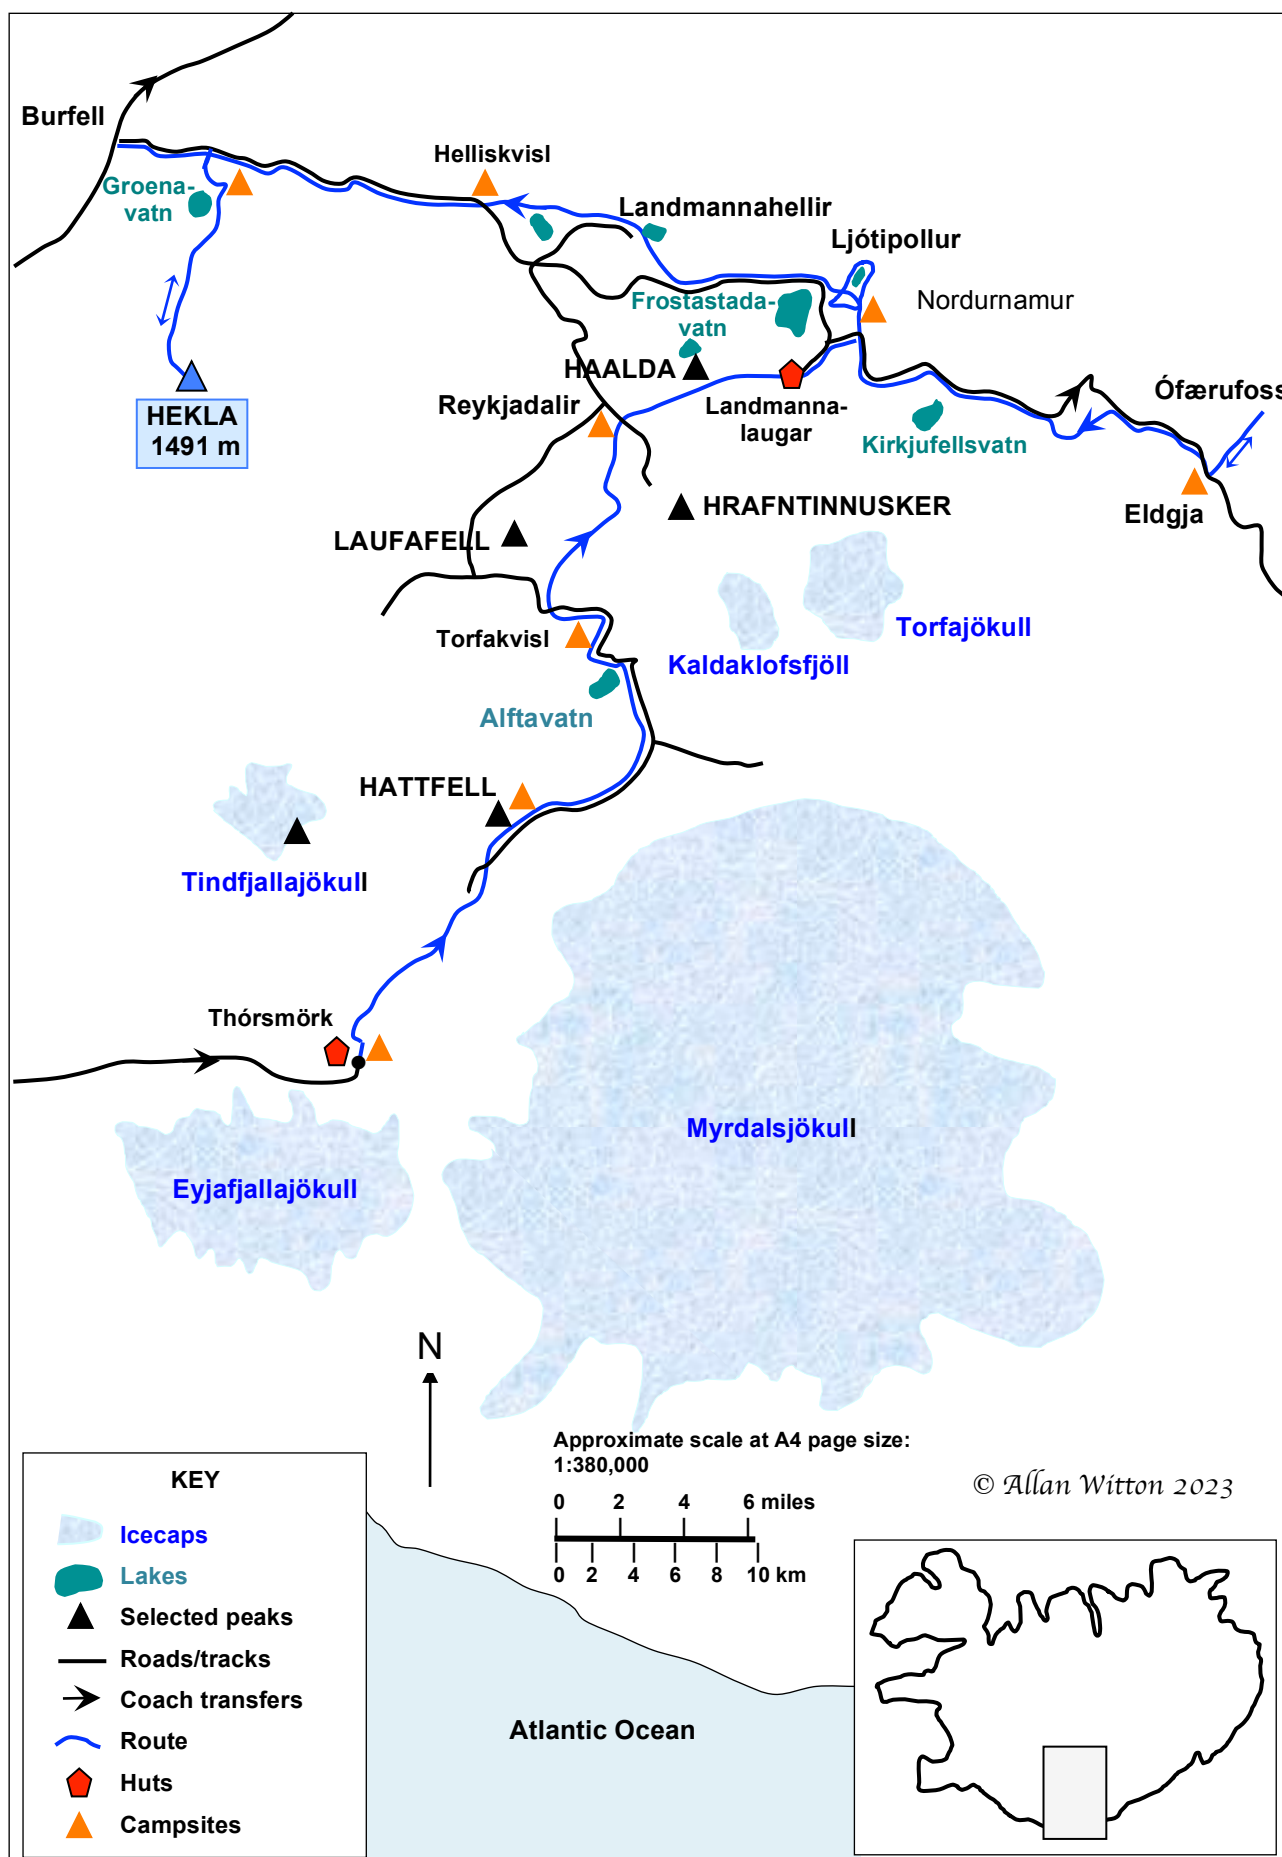 Burfell
Helliskvisl
Groena-
vatn
Landmannahellir
Ljótipollur
Nordurnamur
Frostastada-
vatn
HAALDA
HEKLA
1491 m
Reykjadalir
Landmanna-
laugar
Ófærufoss
Kirkjufellsvatn
Eldgja
HRAFNTINNUSKER
LAUFAFELL
Torfajökull
Torfakvisl
Kaldaklofsfjöll
Alftavatn
HATTFELL
Tindfjallajökull
Thórsmörk
Myrdalsjökull
Eyjafjallajökull
N
Approximate scale at A4 page size:
1:380,000
0 2 4 6 miles
0 2 4 6 8 10 km
© Allan Witton 2023
KEY
Icecaps
Lakes
Selected peaks
Roads/tracks
Coach transfers
Route
Huts
Campsites
Atlantic Ocean